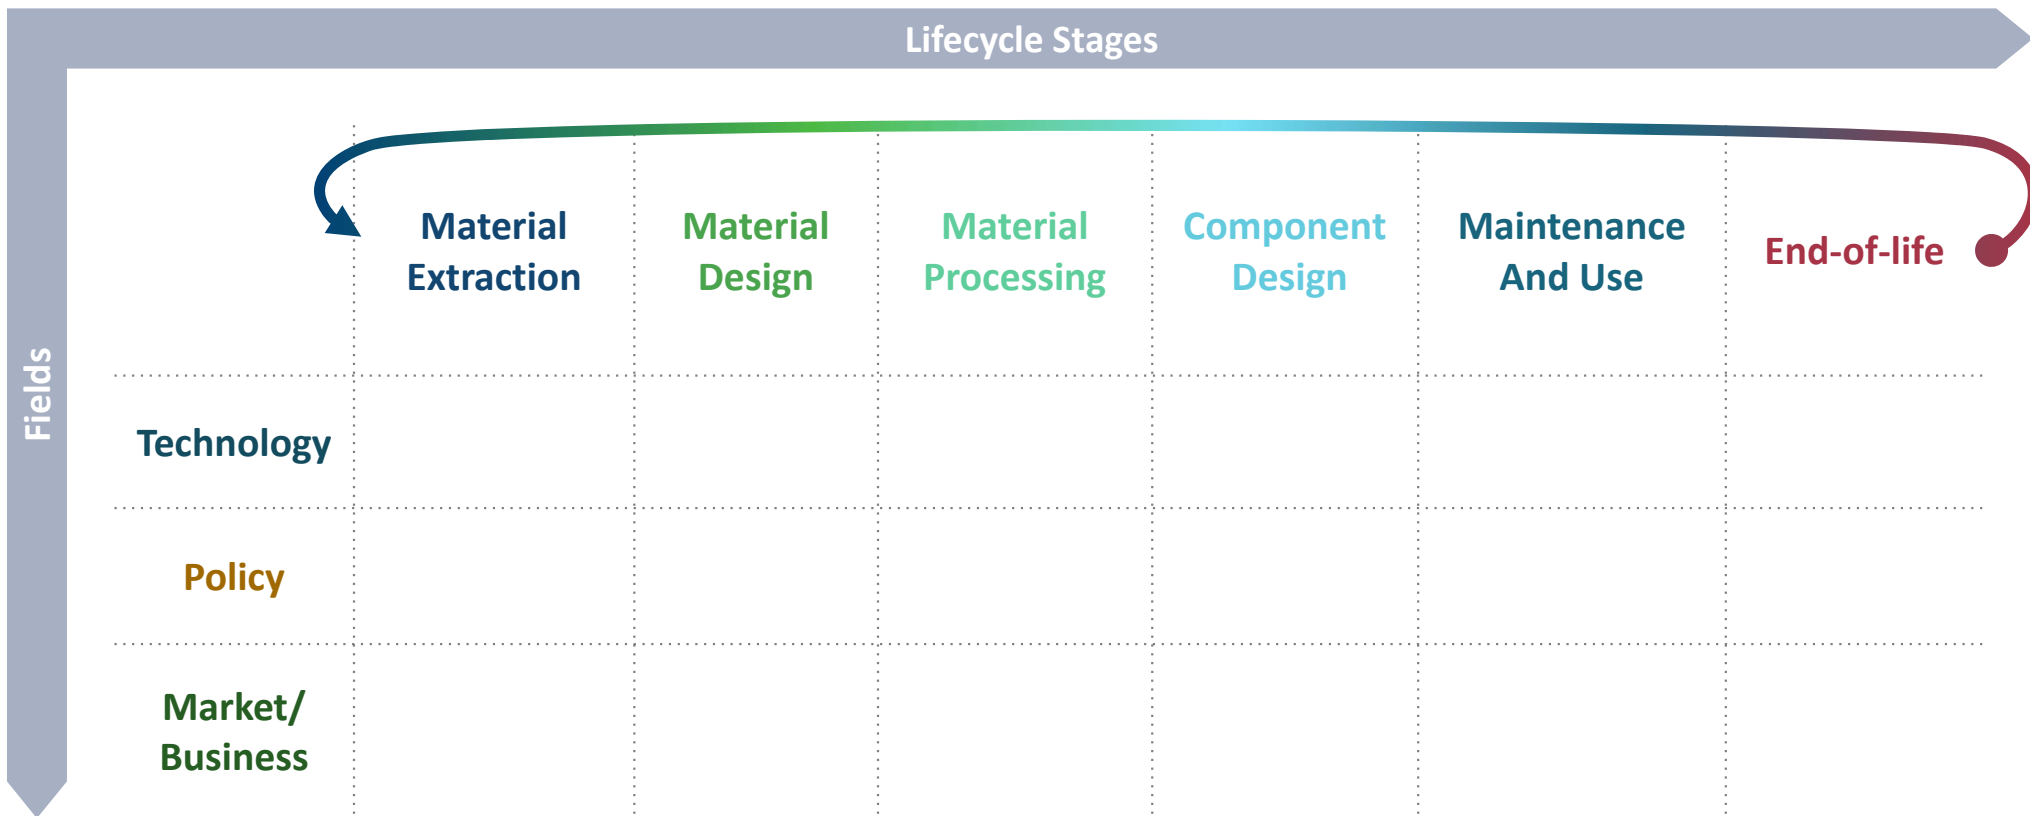 Lifecycle Stages
Fields
Material
Extraction
Material
Design
Material
Processing
Component
Design
Maintenance
And Use
End-of-life
Technology
Policy
Market/
Business